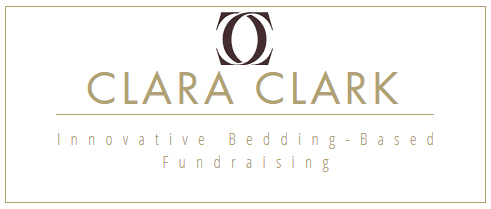 CLARA CLARK
Innovative Bedding-Based
Fundraising